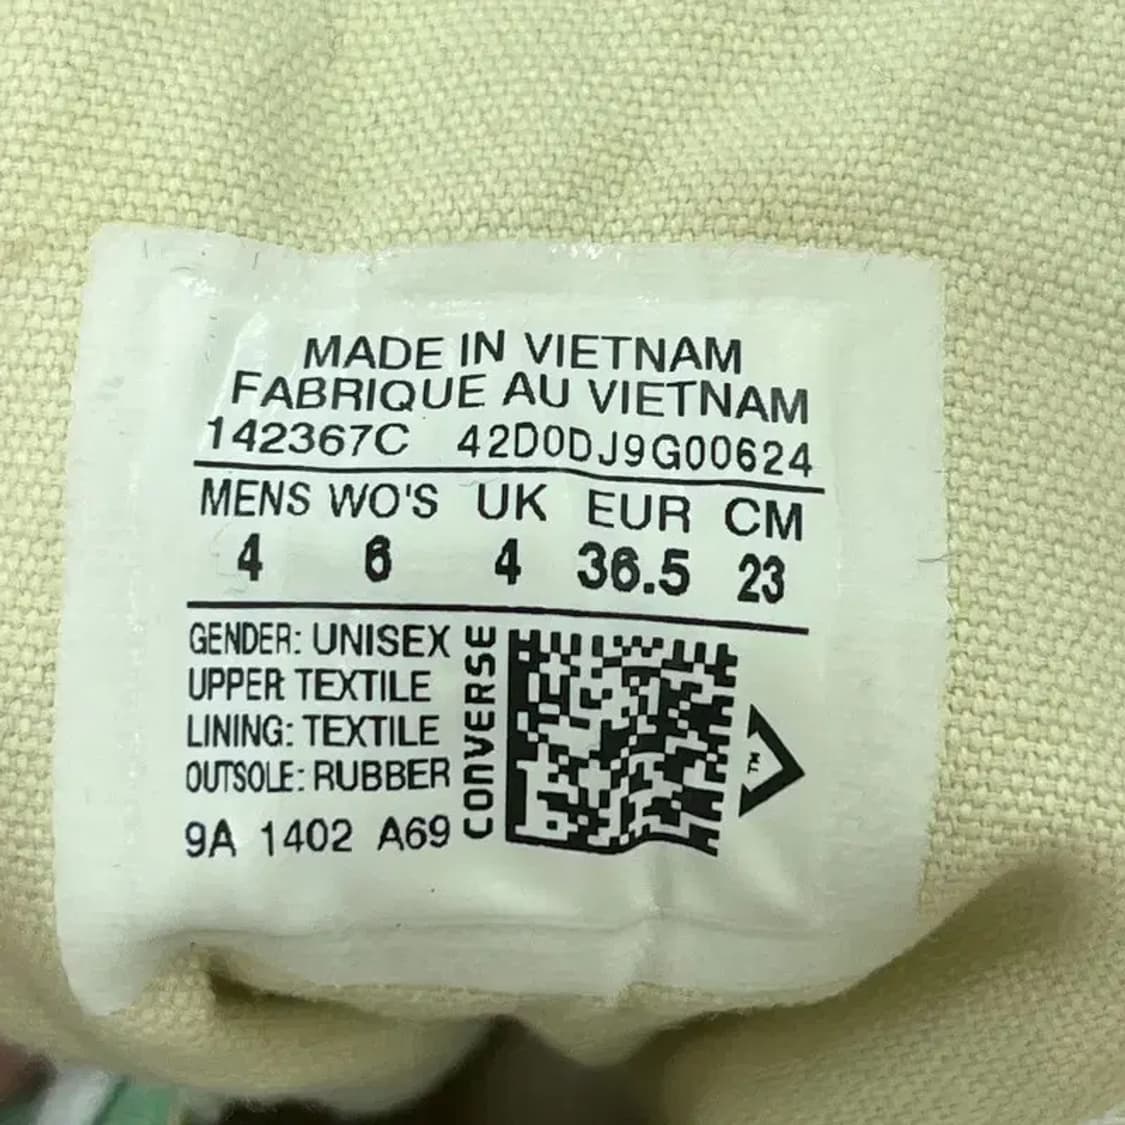 MADE IN VIETNAM
FABRIQUE AU VIETNAM
142367C 42D0DJ9G00624
MENS WO'S UK EUR CM
4 6 4 36.5 23
GENDER: UNISEX
UPPER TEXTILE
LINING: TEXTILE
OUTSOLE: RUBBER
9A 1402 A69
CONVERSE
TM